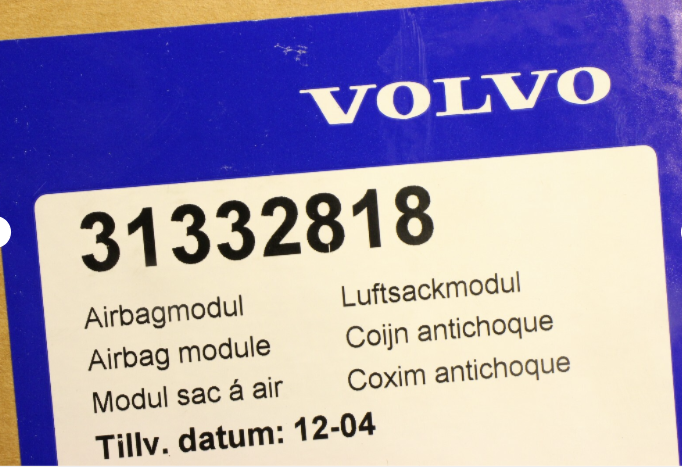 VOLVO
31332818
Airbagmodul
Airbag module
Modul sac á air
Luftsackmodul
Coijn antichoque
Coxim antichoque
Tillv. datum: 12-04